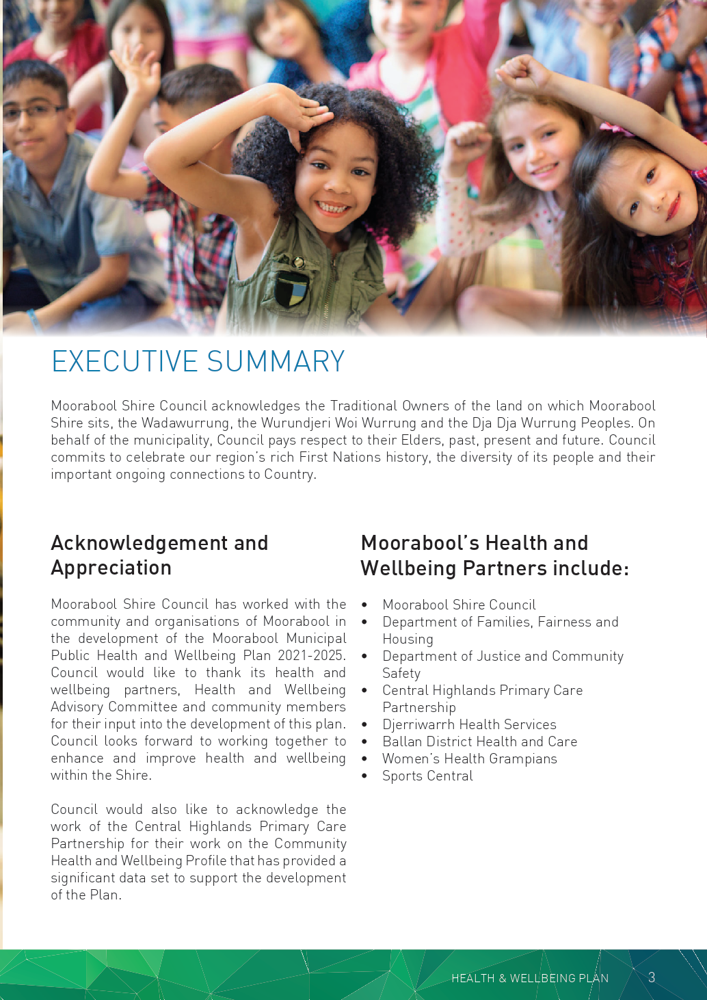 EXECUTIVE SUMMARY
Moorabool Shire Council acknowledges the Traditional Owners of the land on which Moorabool
Shire sits, the Wadawurrung, the Wurundjeri Woi Wurrung and the Dja Dja Wurrung Peoples. On
behalf of the municipality, Council pays respect to their Elders, past, present and future. Council
commits to celebrate our region's rich First Nations history, the diversity of its people and their
important ongoing connections to Country.
Acknowledgement and
Appreciation
Moorabool Shire Council has worked with the
community and organisations of Moorabool in
the development of the Moorabool Municipal
Public Health and Wellbeing Plan 2021-2025.
Council would like to thank its health and
wellbeing partners, Health and Wellbeing
Advisory Committee and community members
for their input into the development of this plan.
Council looks forward to working together to
enhance and improve health and wellbeing
within the Shire.
Council would also like to acknowledge the
work of the Central Highlands Primary Care
Partnership for their work on the Community
Health and Wellbeing Profile that has provided a
significant data set to support the development
of the Plan.
Moorabool's Health and
Wellbeing Partners include:
• Moorabool Shire Council
• Department of Families, Fairness and
Housing
• Department of Justice and Community
Safety
• Central Highlands Primary Care
Partnership
• Djerriwarrh Health Services
• Ballan District Health and Care
• Women's Health Grampians
• Sports Central
HEALTH & WELLBEING PLAN 3